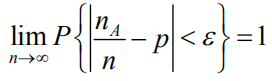 lim n→∞ P{|n_A/n − p| < ε} = 1